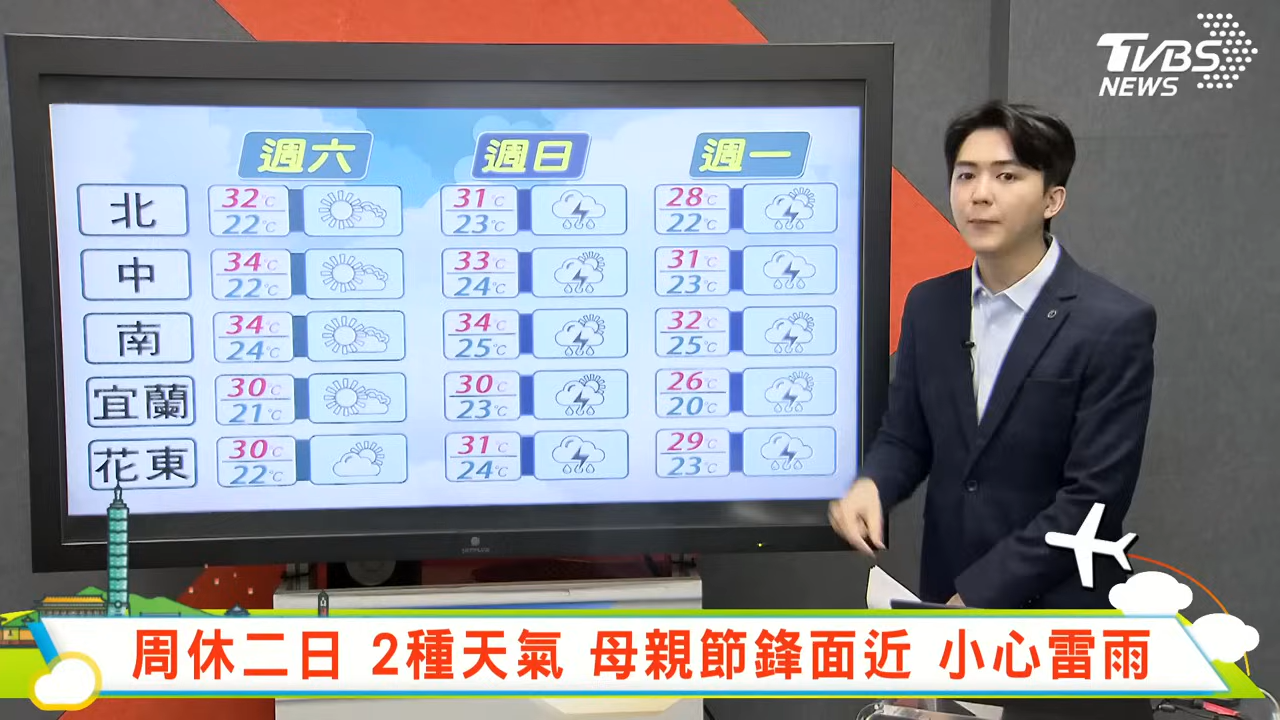 TVBS
NEWS
週六 週日 週一
北 32°C 22°C 31°C 23°C 28°C 22°C
中 34°C 22°C 33°C 24°C 31°C 23°C
南 34°C 24°C 34°C 25°C 32°C 25°C
宜蘭 30°C 21°C 30°C 23°C 26°C 20°C
花東 30°C 22°C 31°C 24°C 29°C 23°C
周休二日 2種天氣 母親節鋒面近 小心雷雨